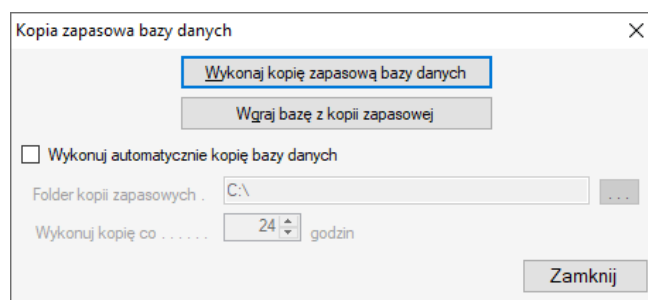 Kopia zapasowa bazy danych
Wykonaj kopię zapasową bazy danych
Wgraj bazę z kopii zapasowej
Wykonuj automatycznie kopię bazy danych
Folder kopii zapasowych . C:\ ...
Wykonuj kopię co . . . . . . 24 godzin
Zamknij